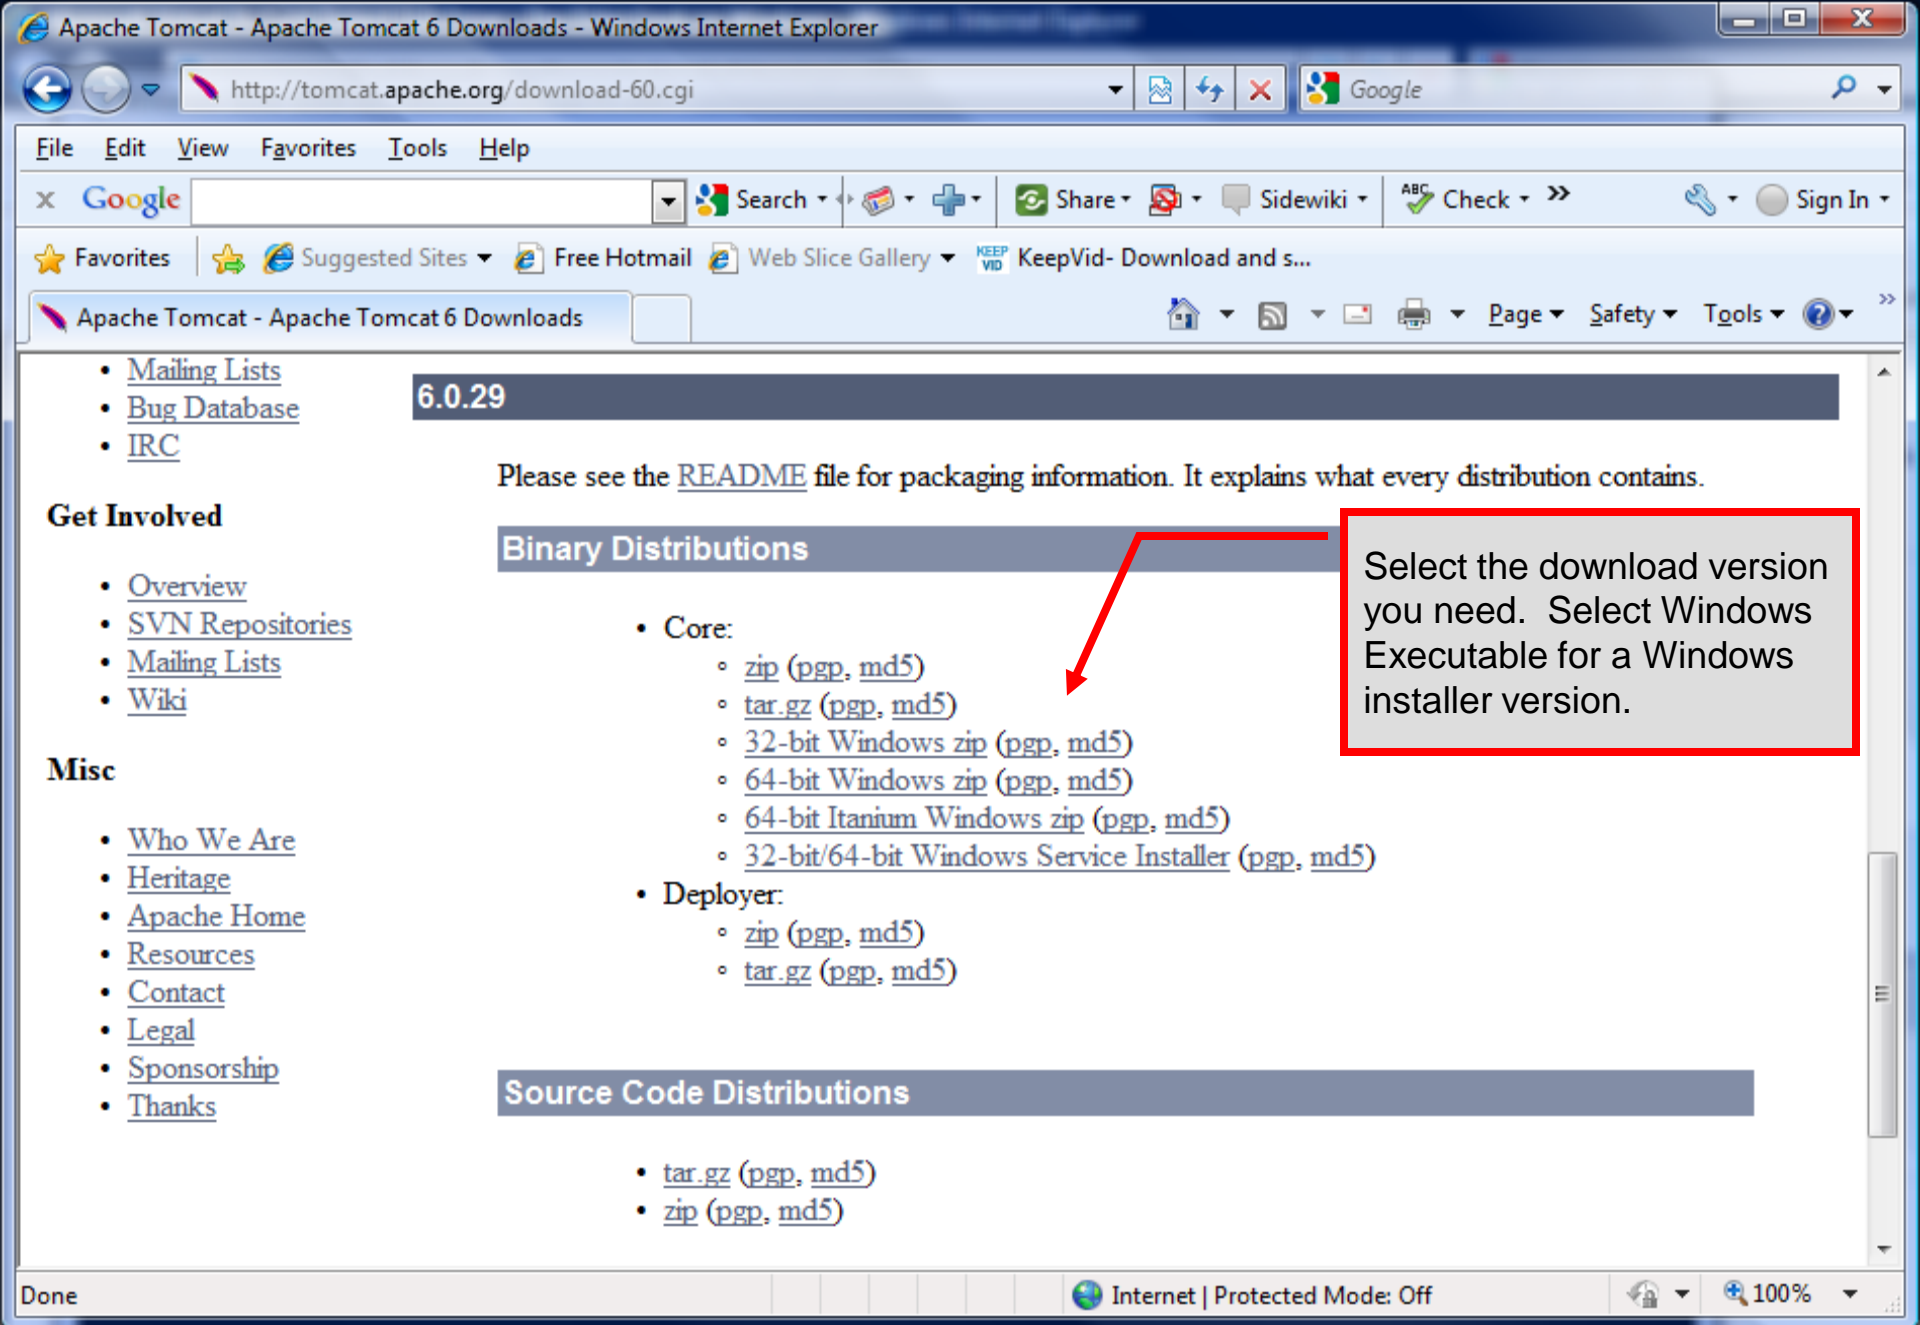 Apache Tomcat - Apache Tomcat 6 Downloads - Windows Internet Explorer
http://tomcat.apache.org/download-60.cgi
Google
File Edit View Favorites Tools Help
x Google Search Share Sidewiki ABC Check » Sign In
Favorites Suggested Sites Free Hotmail Web Slice Gallery KEEP VID KeepVid- Download and s...
Apache Tomcat - Apache Tomcat 6 Downloads Page Safety Tools »
• Mailing Lists
• Bug Database
• IRC
Get Involved
• Overview
• SVN Repositories
• Mailing Lists
• Wiki
Misc
• Who We Are
• Heritage
• Apache Home
• Resources
• Contact
• Legal
• Sponsorship
• Thanks
6.0.29
Please see the README file for packaging information. It explains what every distribution contains.
Binary Distributions
• Core:
◦ zip (pgp, md5)
◦ tar.gz (pgp, md5)
◦ 32-bit Windows zip (pgp, md5)
◦ 64-bit Windows zip (pgp, md5)
◦ 64-bit Itanium Windows zip (pgp, md5)
◦ 32-bit/64-bit Windows Service Installer (pgp, md5)
• Deployer:
◦ zip (pgp, md5)
◦ tar.gz (pgp, md5)
Select the download version
you need. Select Windows
Executable for a Windows
installer version.
Source Code Distributions
• tar.gz (pgp, md5)
• zip (pgp, md5)
Done Internet | Protected Mode: Off 100%